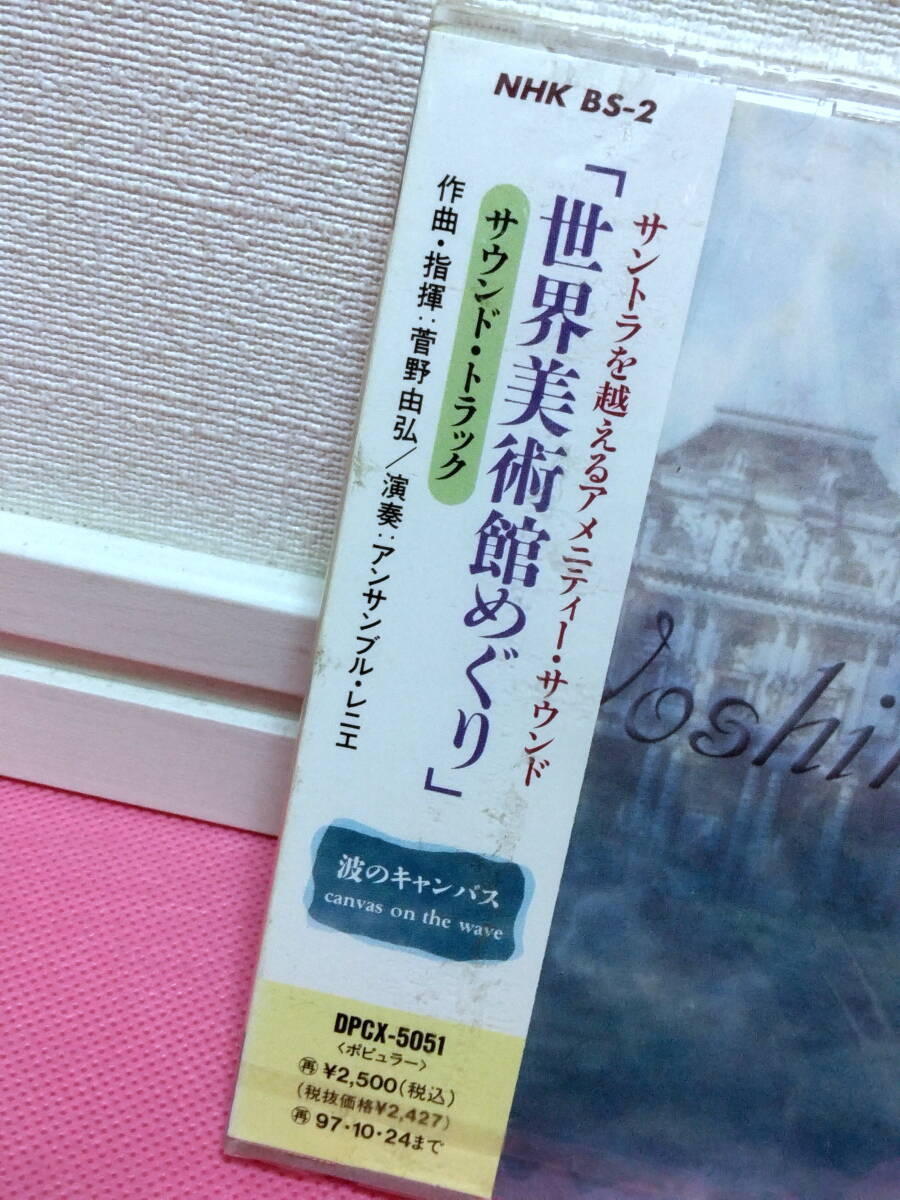 NHK BS-2
サントラを越えるアメニティー・サウンド
「世界美術館めぐり」
サウンド・トラック
作曲・指揮:菅野由弘/演奏:アンサンブル・レニエ
波のキャンバス
canvas on the wave
DPCX-5051
〈ポピュラー〉
㊞¥2,500(税込)
(税抜価格¥2,427)
再97・10・24まで
Yoshi